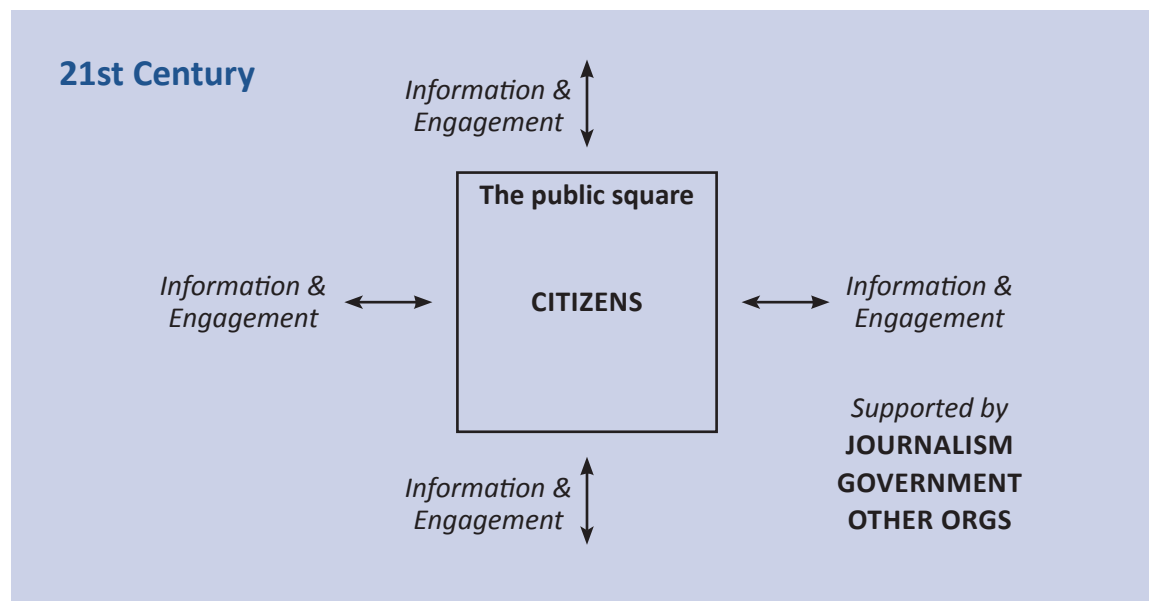 21st Century
Information &
Engagement
The public square
Information &
Engagement
CITIZENS
Information &
Engagement
Supported by
JOURNALISM
GOVERNMENT
OTHER ORGS
Information &
Engagement